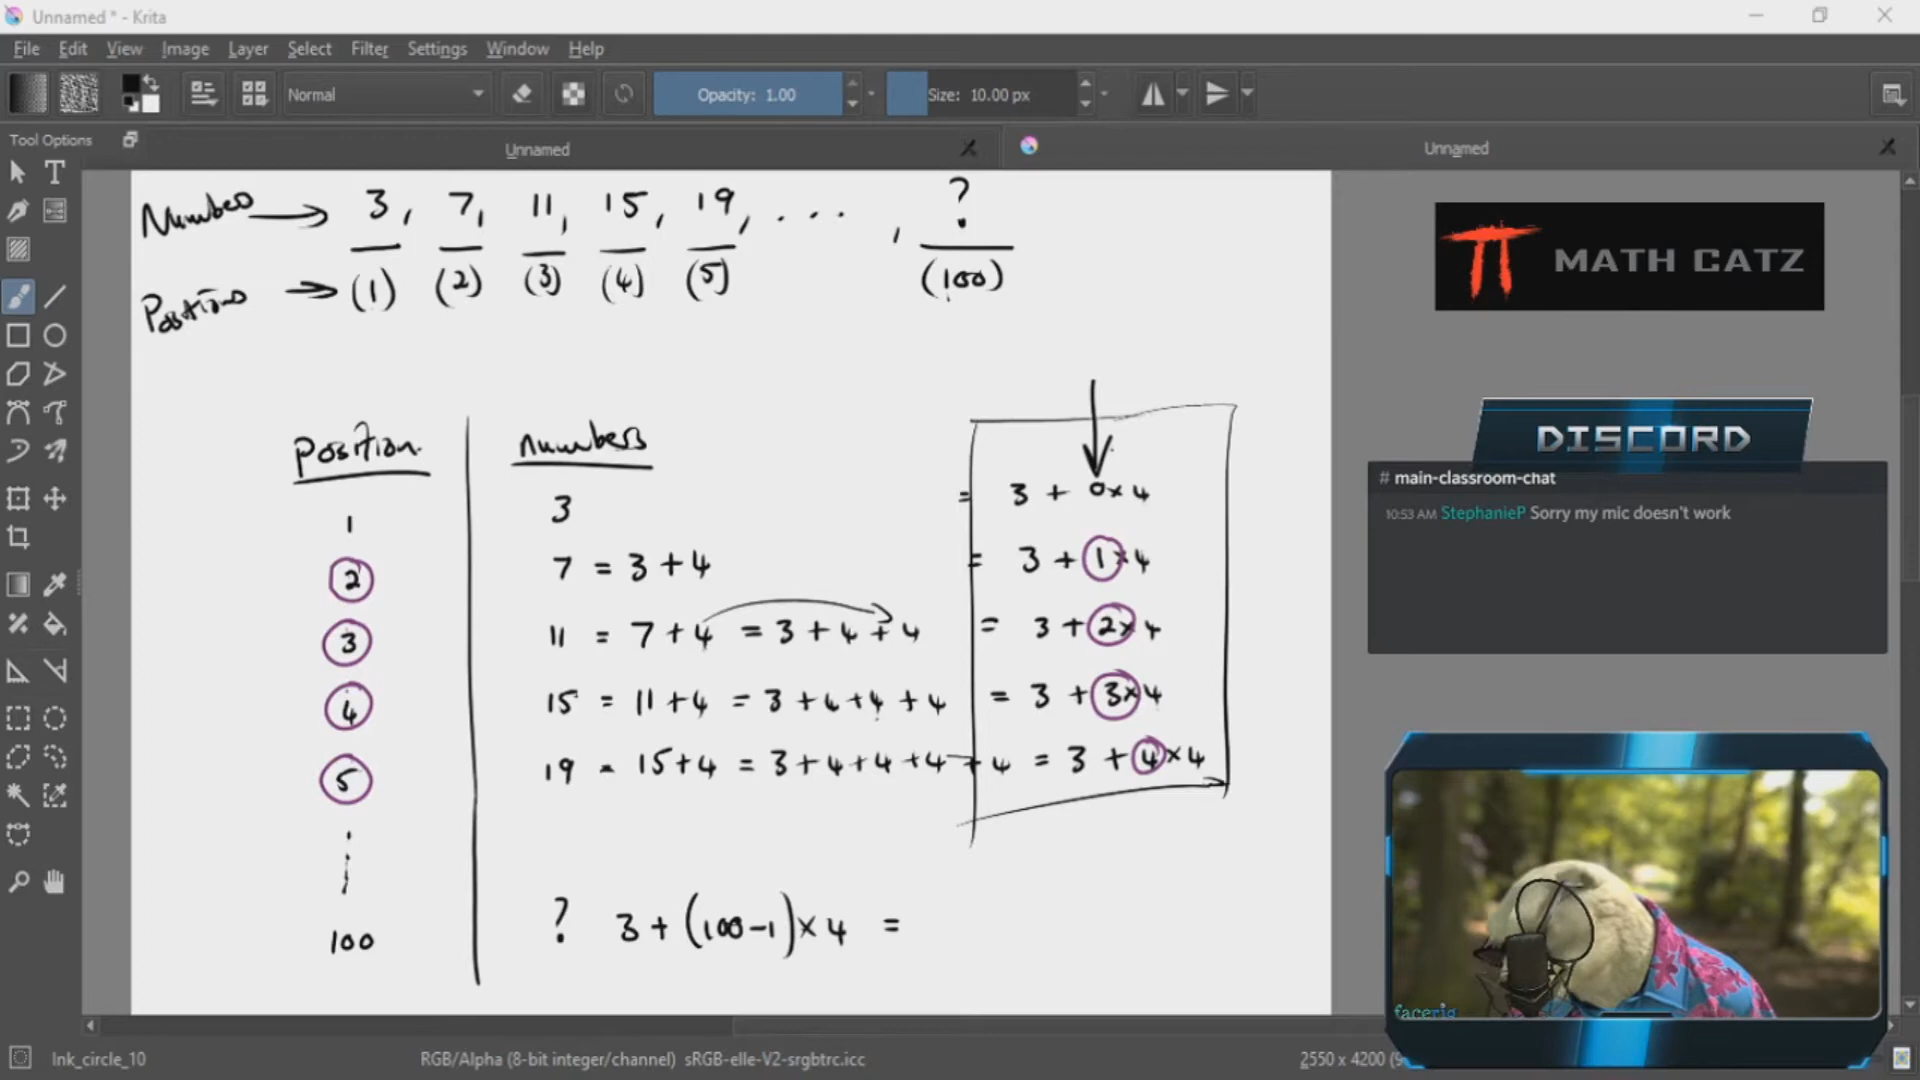 Unnamed * - Krita
File Edit View Image Layer Select Filter Settings Window Help
Normal Opacity: 1.00 Size: 10.00 px
Tool Options
Unnamed Unnamed
Number → 3, 7, 11, 15, 19, ... , ?
Positions → (1) (2) (3) (4) (5) (100)
MATH CATZ
Position numbers
1 3 = 3 + 0×4
2 7 = 3 + 4 = 3 + 1×4
3 11 = 7 + 4 = 3 + 4 + 4 = 3 + 2×4
4 15 = 11 + 4 = 3 + 4 + 4 + 4 = 3 + 3×4
5 19 = 15 + 4 = 3 + 4 + 4 + 4 + 4 = 3 + 4×4
100 ? 3 + (100 - 1) × 4 =
DISCORD
# main-classroom-chat
10:53 AM StephanieP Sorry my mic doesn't work
facerig
Ink_circle_10 RGB/Alpha (8-bit integer/channel) sRGB-elle-V2-srgbtrc.icc 2550 x 4200